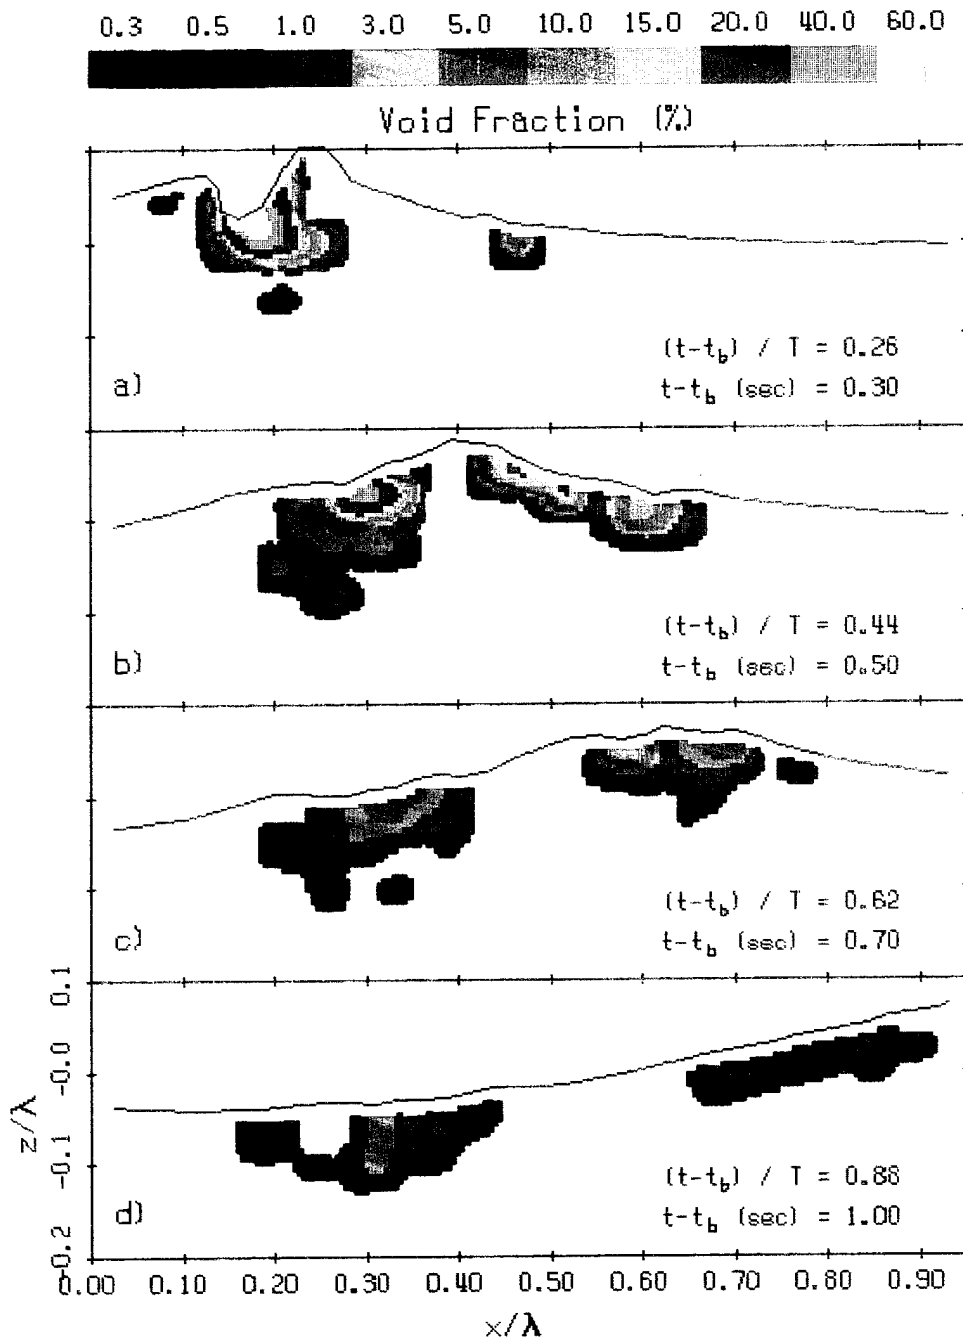 0.3 0.5 1.0 3.0 5.0 10.0 15.0 20.0 40.0 60.0
Void Fraction (%)
(t-t_b) / T = 0.26
a) t-t_b (sec) = 0.30
(t-t_b) / T = 0.44
b) t-t_b (sec) = 0.50
(t-t_b) / T = 0.62
c) t-t_b (sec) = 0.70
0.1
-0.0
z/λ
-0.1
(t-t_b) / T = 0.88
d) t-t_b (sec) = 1.00
-0.2
0.00 0.10 0.20 0.30 0.40 0.50 0.60 0.70 0.80 0.90
x/λ